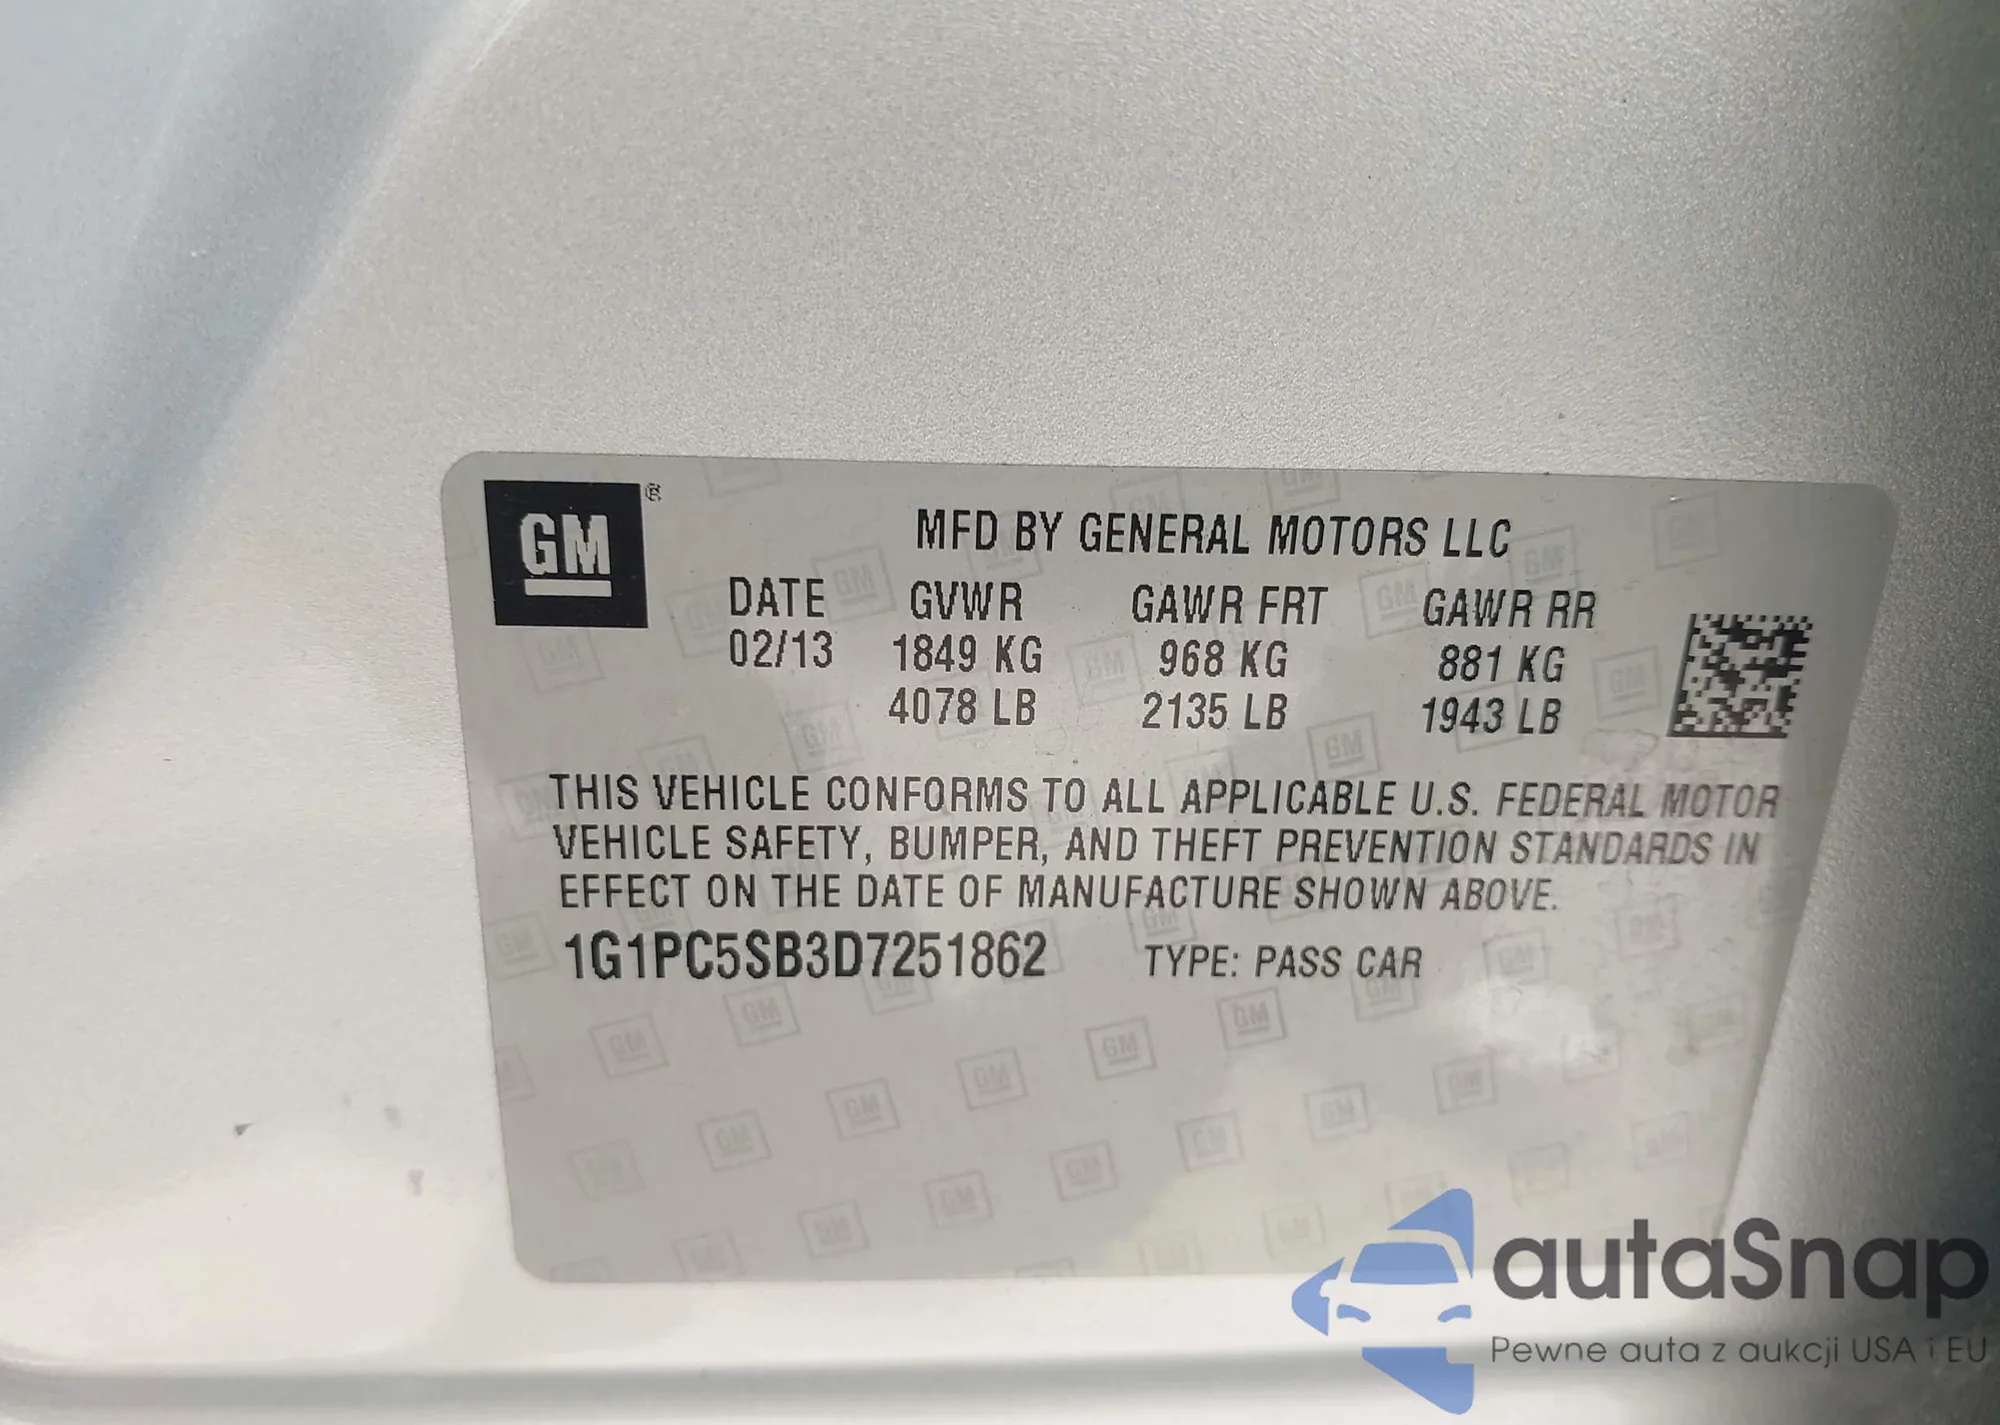 GM ®
MFD BY GENERAL MOTORS LLC
DATE GVWR GAWR FRT GAWR RR
02/13 1849 KG 968 KG 881 KG
4078 LB 2135 LB 1943 LB
THIS VEHICLE CONFORMS TO ALL APPLICABLE U.S. FEDERAL MOTOR
VEHICLE SAFETY, BUMPER, AND THEFT PREVENTION STANDARDS IN
EFFECT ON THE DATE OF MANUFACTURE SHOWN ABOVE.
1G1PC5SB3D7251862 TYPE: PASS CAR
autaSnap
Pewne auta z aukcji USA i EU